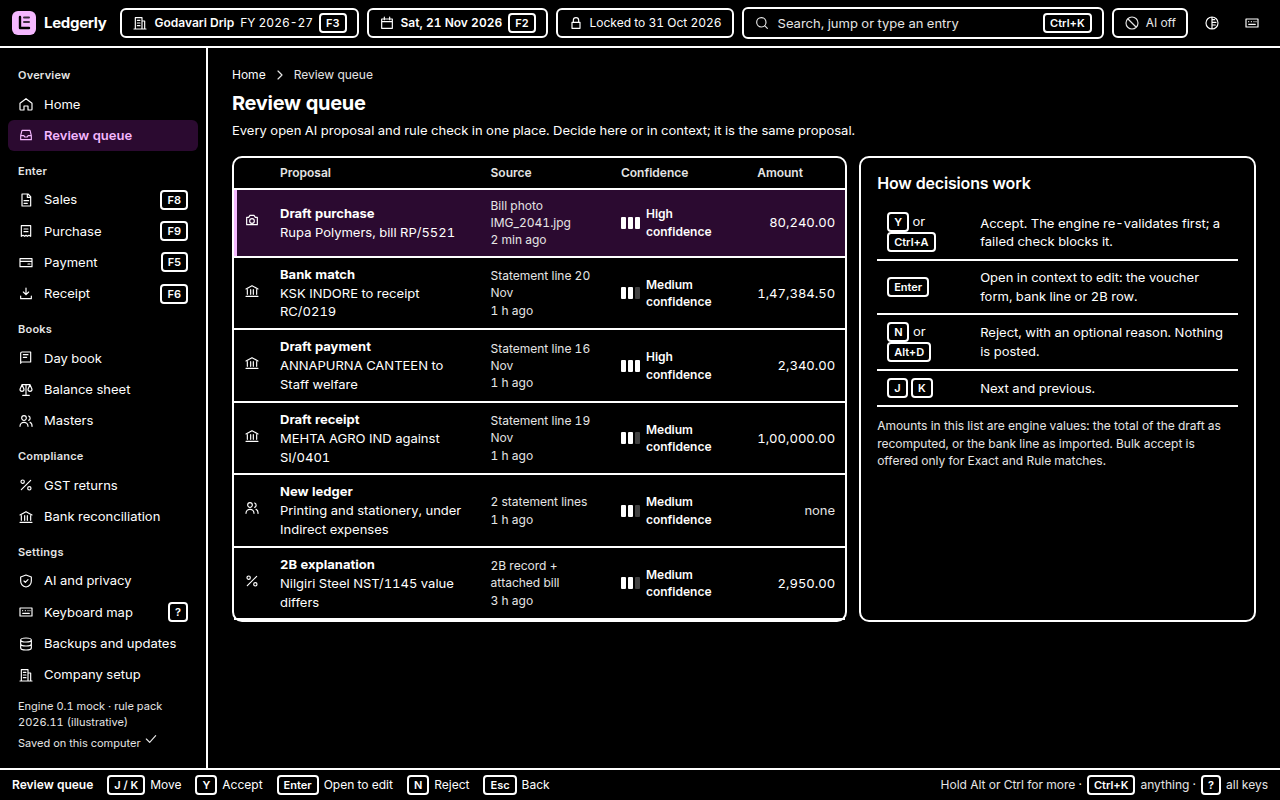 Ledgerly
Godavari Drip FY 2026-27 F3
Sat, 21 Nov 2026 F2
Locked to 31 Oct 2026
Search, jump or type an entry Ctrl+K
AI off
Overview
Home
Review queue
Enter
Sales F8
Purchase F9
Payment F5
Receipt F6
Books
Day book
Balance sheet
Masters
Compliance
GST returns
Bank reconciliation
Settings
AI and privacy
Keyboard map ?
Backups and updates
Company setup
Engine 0.1 mock · rule pack
2026.11 (illustrative)
Saved on this computer
Home > Review queue
Review queue
Every open AI proposal and rule check in one place. Decide here or in context; it is the same proposal.
Proposal Source Confidence Amount
Draft purchase
Rupa Polymers, bill RP/5521
Bill photo
IMG_2041.jpg
2 min ago
High
confidence
80,240.00
Bank match
KSK INDORE to receipt
RC/0219
Statement line 20
Nov
1 h ago
Medium
confidence
1,47,384.50
Draft payment
ANNAPURNA CANTEEN to
Staff welfare
Statement line 16
Nov
1 h ago
High
confidence
2,340.00
Draft receipt
MEHTA AGRO IND against
SI/0401
Statement line 19
Nov
1 h ago
Medium
confidence
1,00,000.00
New ledger
Printing and stationery, under
Indirect expenses
2 statement lines
1 h ago
Medium
confidence
none
2B explanation
Nilgiri Steel NST/1145 value
differs
2B record +
attached bill
3 h ago
Medium
confidence
2,950.00
How decisions work
Y or
Ctrl+A
Accept. The engine re-validates first; a
failed check blocks it.
Enter
Open in context to edit: the voucher
form, bank line or 2B row.
N or
Alt+D
Reject, with an optional reason. Nothing
is posted.
J K
Next and previous.
Amounts in this list are engine values: the total of the draft as
recomputed, or the bank line as imported. Bulk accept is
offered only for Exact and Rule matches.
Review queue J / K Move Y Accept Enter Open to edit N Reject Esc Back
Hold Alt or Ctrl for more · Ctrl+K anything · ? all keys